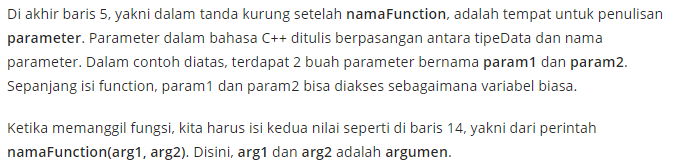 Di akhir baris 5, yakni dalam tanda kurung setelah namaFunction, adalah tempat untuk penulisan
parameter. Parameter dalam bahasa C++ ditulis berpasangan antara tipeData dan nama
parameter. Dalam contoh diatas, terdapat 2 buah parameter bernama param1 dan param2.
Sepanjang isi function, param1 dan param2 bisa diakses sebagaimana variabel biasa.
Ketika memanggil fungsi, kita harus isi kedua nilai seperti di baris 14, yakni dari perintah
namaFunction(arg1, arg2). Disini, arg1 dan arg2 adalah argumen.